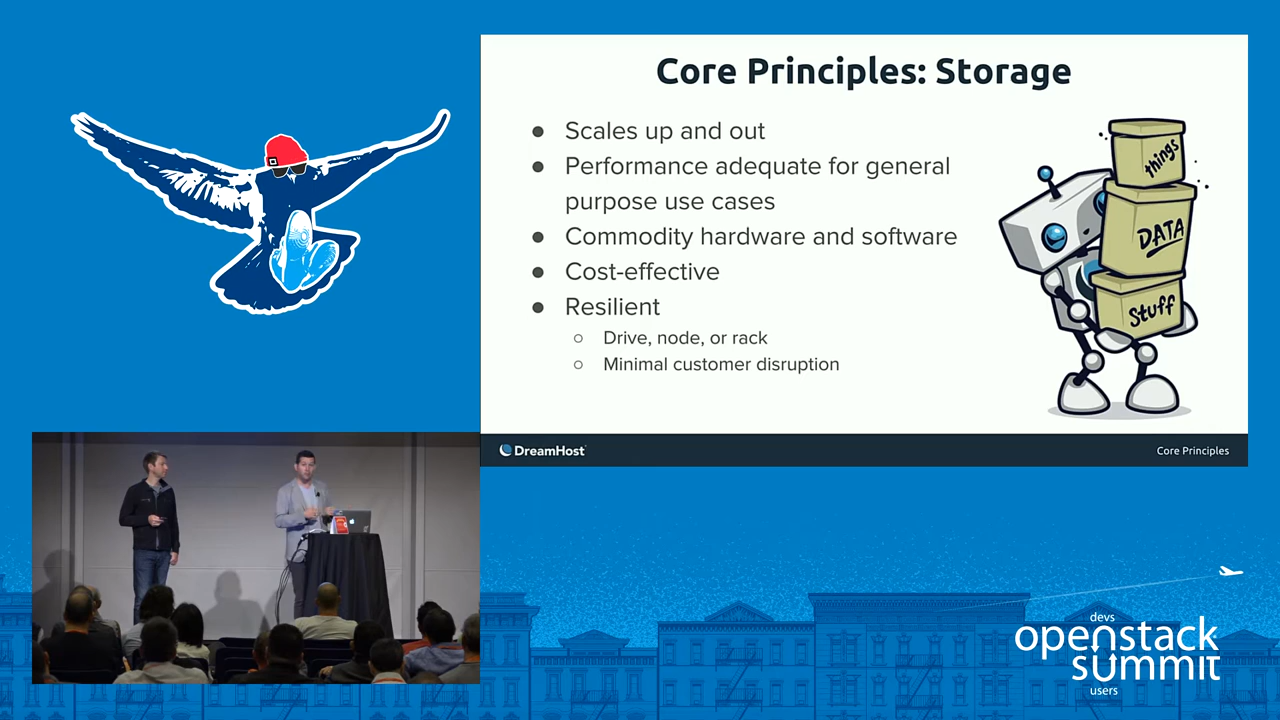 Core Principles: Storage
● Scales up and out
● Performance adequate for general
purpose use cases
● Commodity hardware and software
● Cost-effective
● Resilient
○ Drive, node, or rack
○ Minimal customer disruption
things
DATA
Stuff
DreamHost
Core Principles
devs
openstack
summit
users